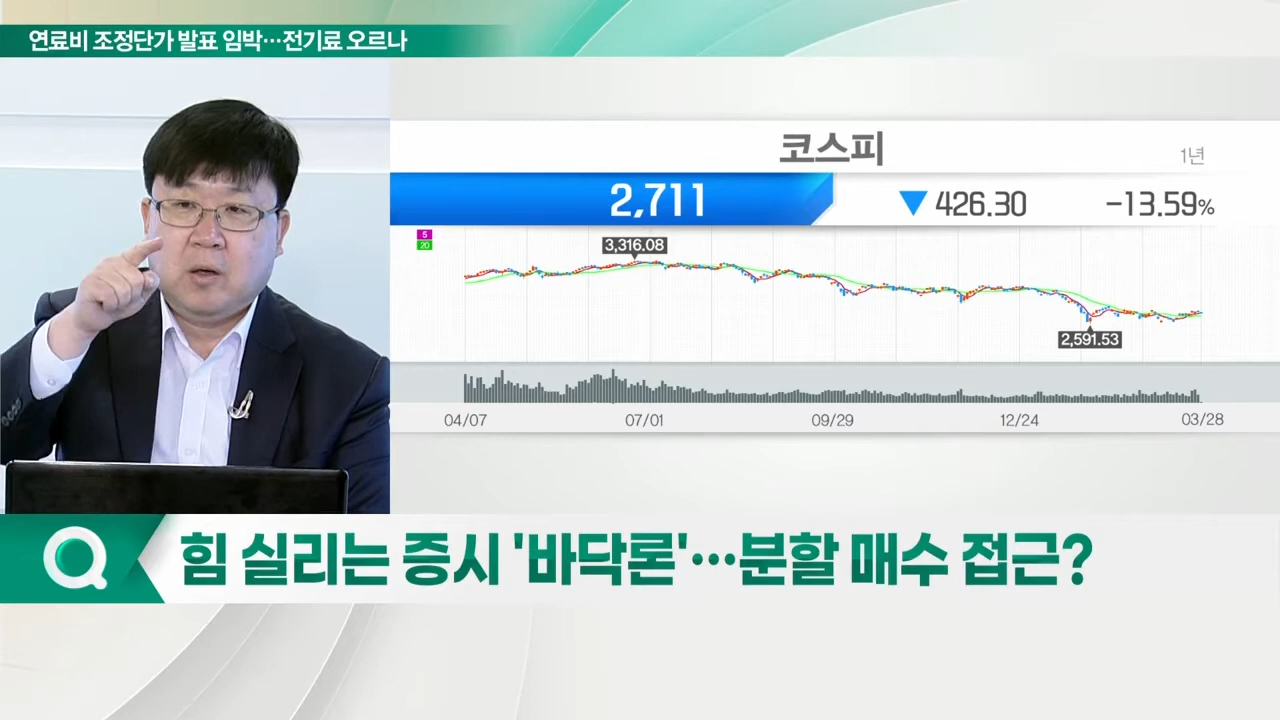 연료비 조정단가 발표 임박…전기료 오르나
코스피
1년
2,711
▼ 426.30
-13.59%
5
20
3,316.08
2,591.53
04/07
07/01
09/29
12/24
03/28
Q
힘 실리는 증시 '바닥론'…분할 매수 접근?